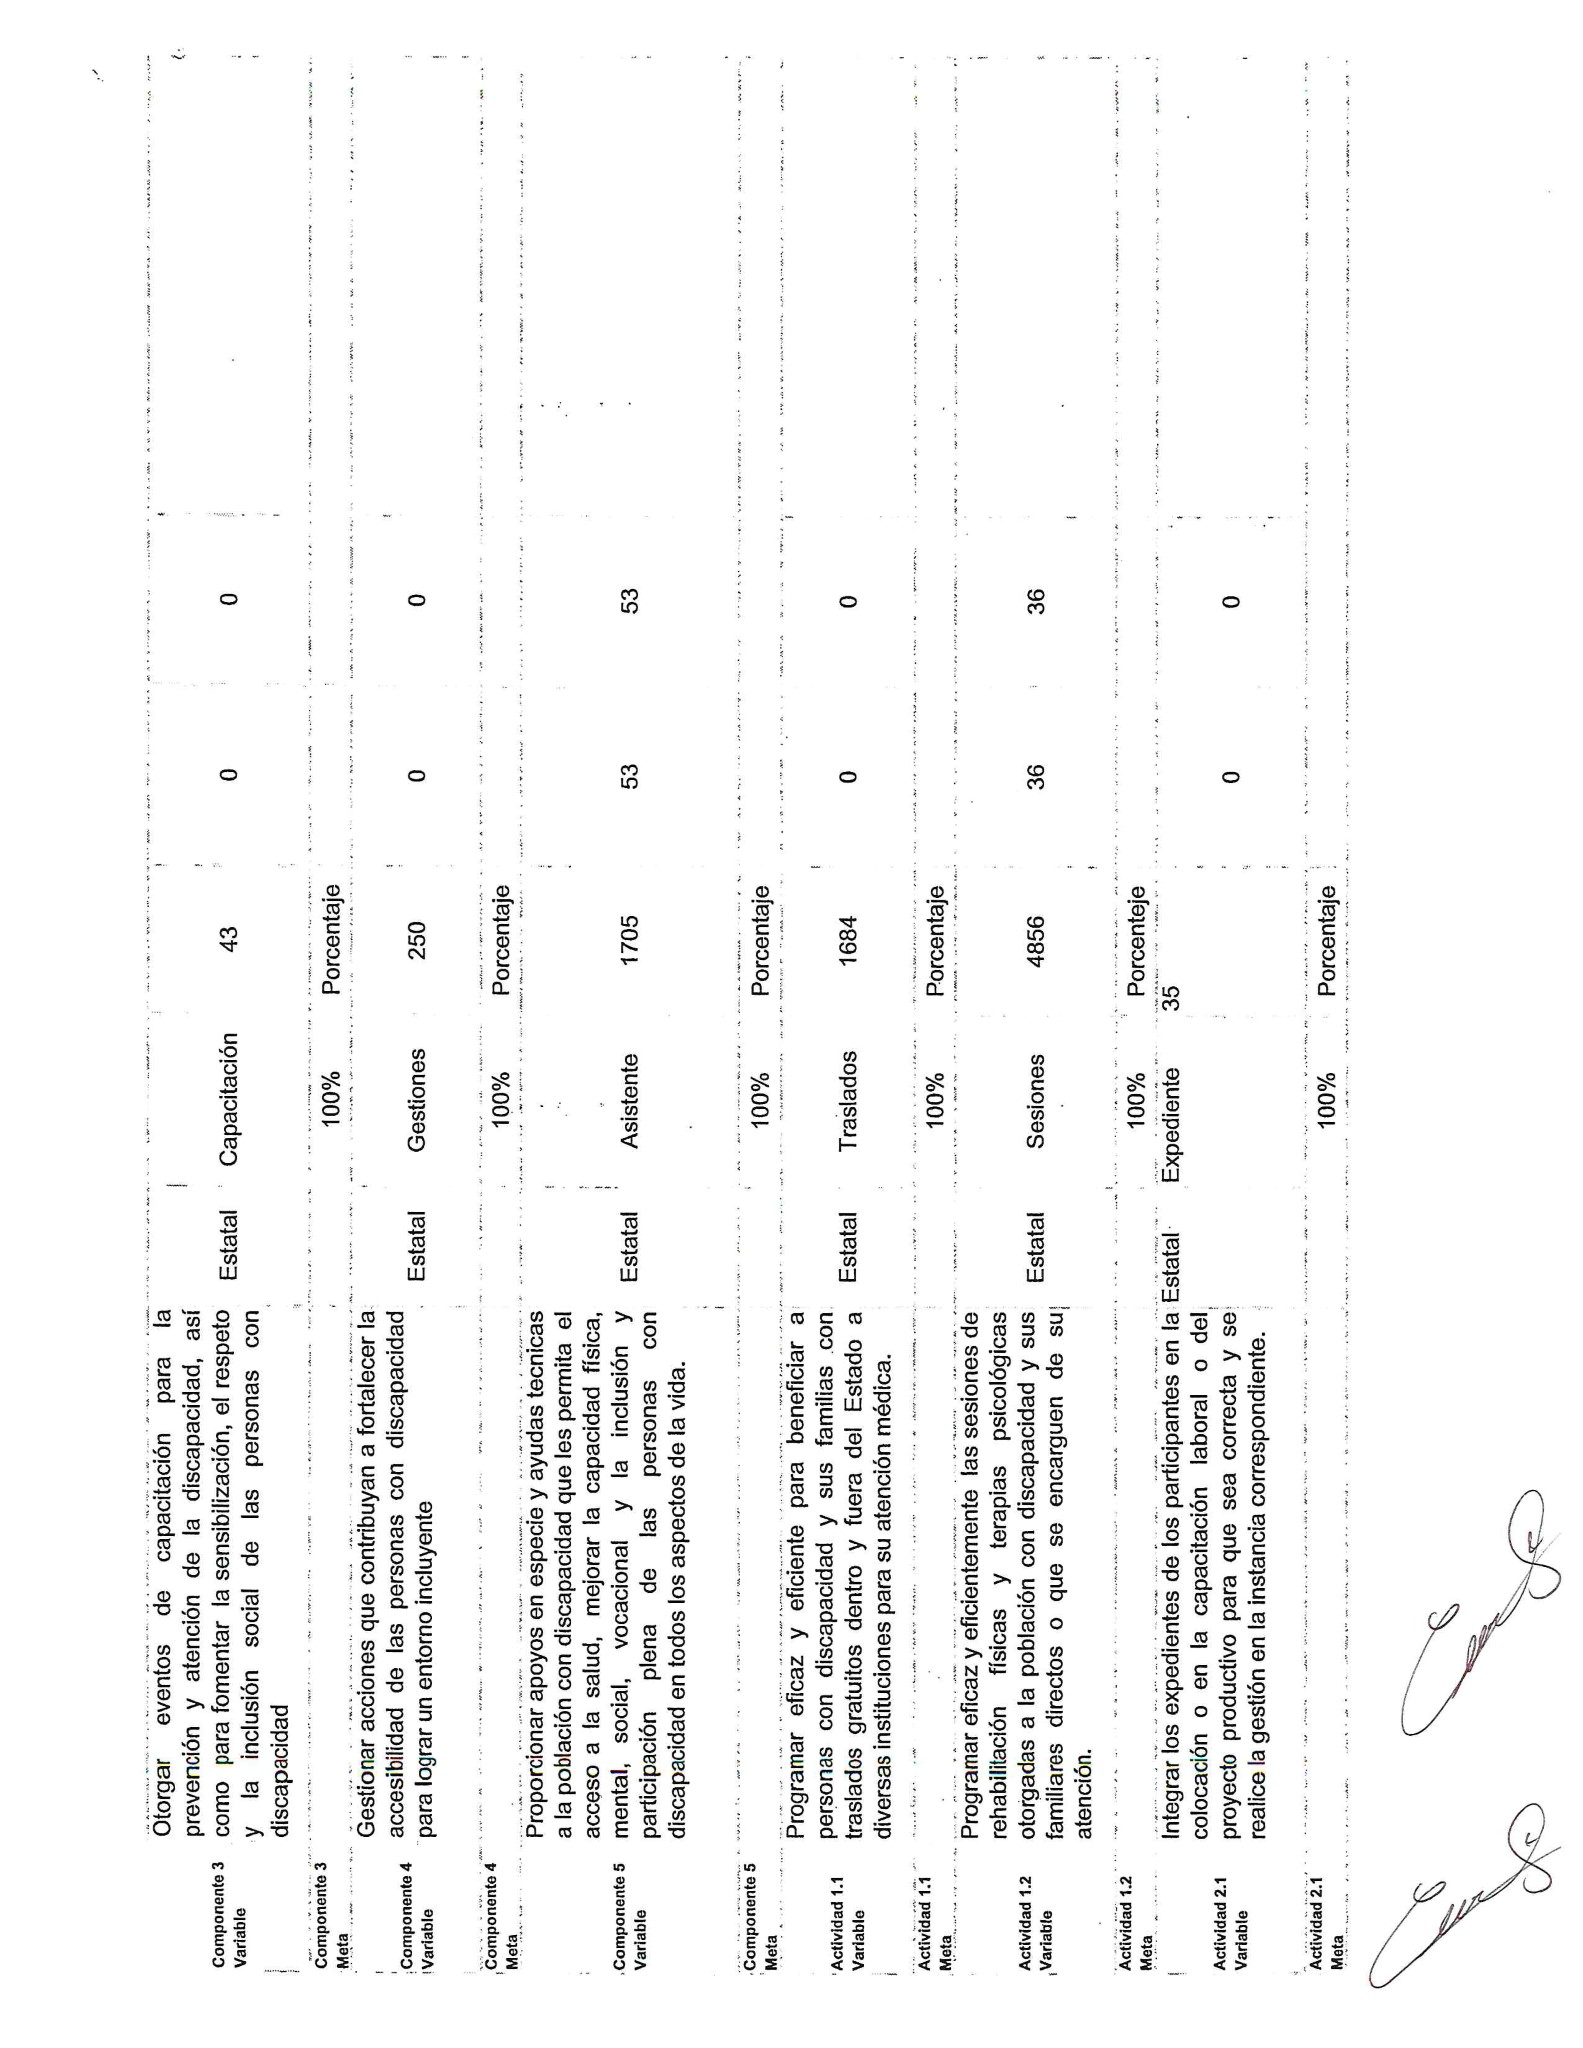 Otorgar eventos de capacitación para la
prevención y atención de la discapacidad, así
Componente 3
Variable
como para fomentar la sensibilización, el respeto
Estatal
Capacitación
43
0
0
y la inclusión social de las personas con
discapacidad
Componente 3
Meta
100%
Porcentaje
Gestionar acciones que contribuyan a fortalecer la
Componente 4
Variable
accesibilidad de las personas con discapacidad
Estatal
Gestiones
250
0
0
para lograr un entorno incluyente
Componente 4
Meta
100%
Porcentaje
Proporcionar apoyos en especie y ayudas tecnicas
a la población con discapacidad que les permita el
acceso a la salud, mejorar la capacidad física,
Componente 5
Variable
mental, social, vocacional y la inclusión y
Estatal
Asistente
1705
53
53
participación plena de las personas con
discapacidad en todos los aspectos de la vida.
Componente 5
Meta
100%
Porcentaje
Programar eficaz y eficiente para beneficiar a
personas con discapacidad y sus familias con
Actividad 1.1
Variable
traslados gratuitos dentro y fuera del Estado a
Estatal
Traslados
1684
0
0
diversas instituciones para su atención médica.
Actividad 1.1
Meta
100%
Porcentaje
Programar eficaz y eficientemente las sesiones de
rehabilitación físicas y terapias psicológicas
Actividad 1.2
Variable
otorgadas a la población con discapacidad y sus
Estatal
Sesiones
4856
36
36
familiares directos o que se encarguen de su
atención.
Actividad 1.2
Meta
100%
Porcenteje
Integrar los expedientes de los participantes en la
Estatal
Expediente
35
colocación o en la capacitación laboral o del
Actividad 2.1
Variable
proyecto productivo para que sea correcta y se
0
0
realice la gestión en la instancia correspondiente.
Actividad 2.1
Meta
100%
Porcentaje